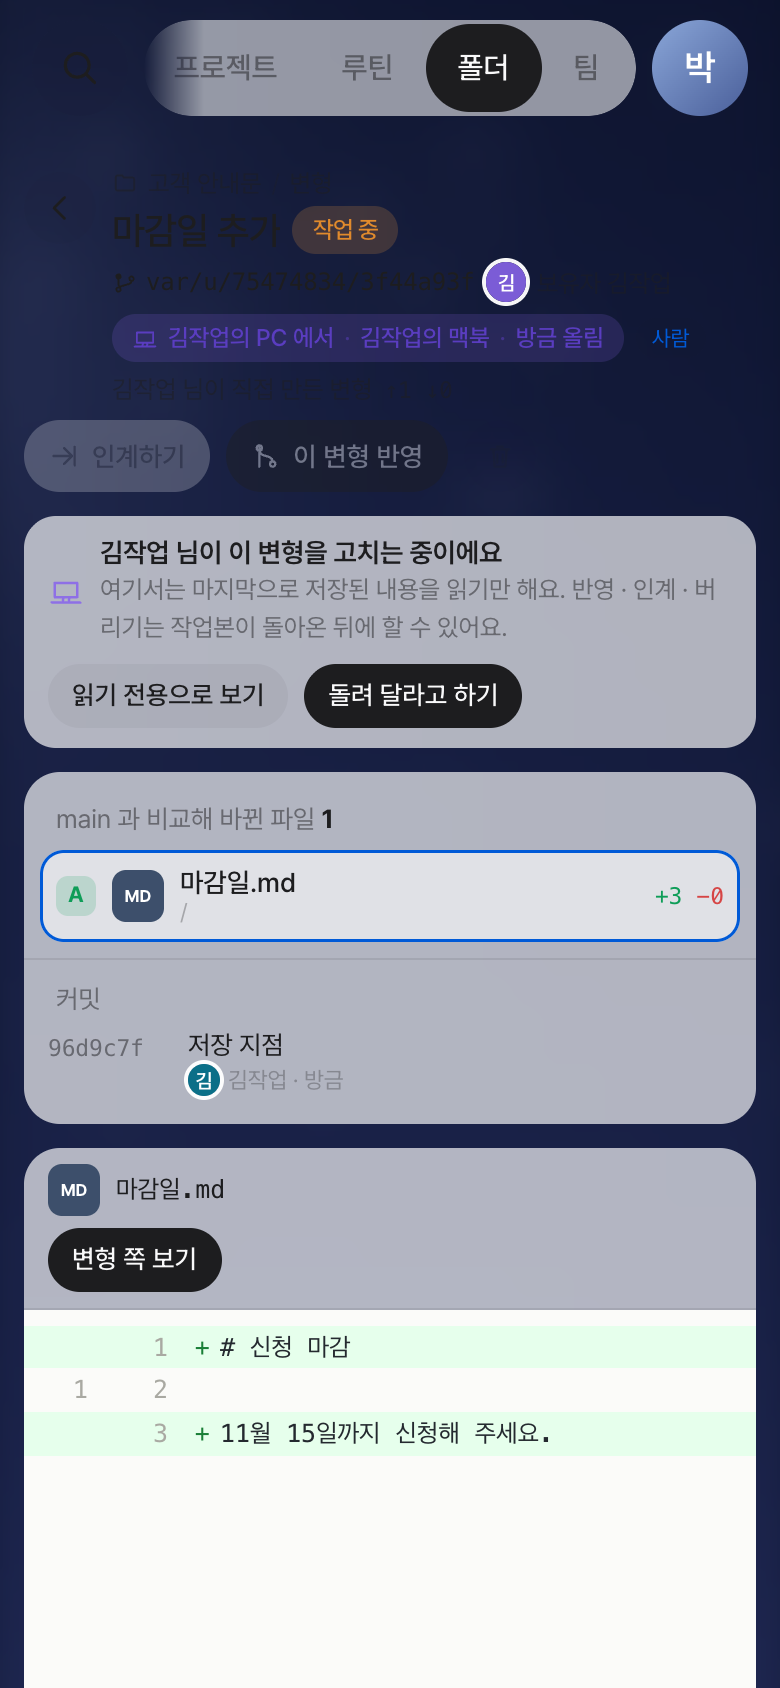 프로젝트 루틴 폴더 팀 박
마감일 추가 작업 중
김
김작업의 PC 에서 · 김작업의 맥북 · 방금 올림 사람
인계하기 이 변형 반영
김작업 님이 이 변형을 고치는 중이에요
여기서는 마지막으로 저장된 내용을 읽기만 해요. 반영 · 인계 · 버
리기는 작업본이 돌아온 뒤에 할 수 있어요.
읽기 전용으로 보기 돌려 달라고 하기
main 과 비교해 바뀐 파일 1
A MD 마감일.md +3 −0
/
커밋
96d9c7f 저장 지점
김 김작업 · 방금
MD 마감일.md
변형 쪽 보기
1 + # 신청 마감
1 2
3 + 11월 15일까지 신청해 주세요.